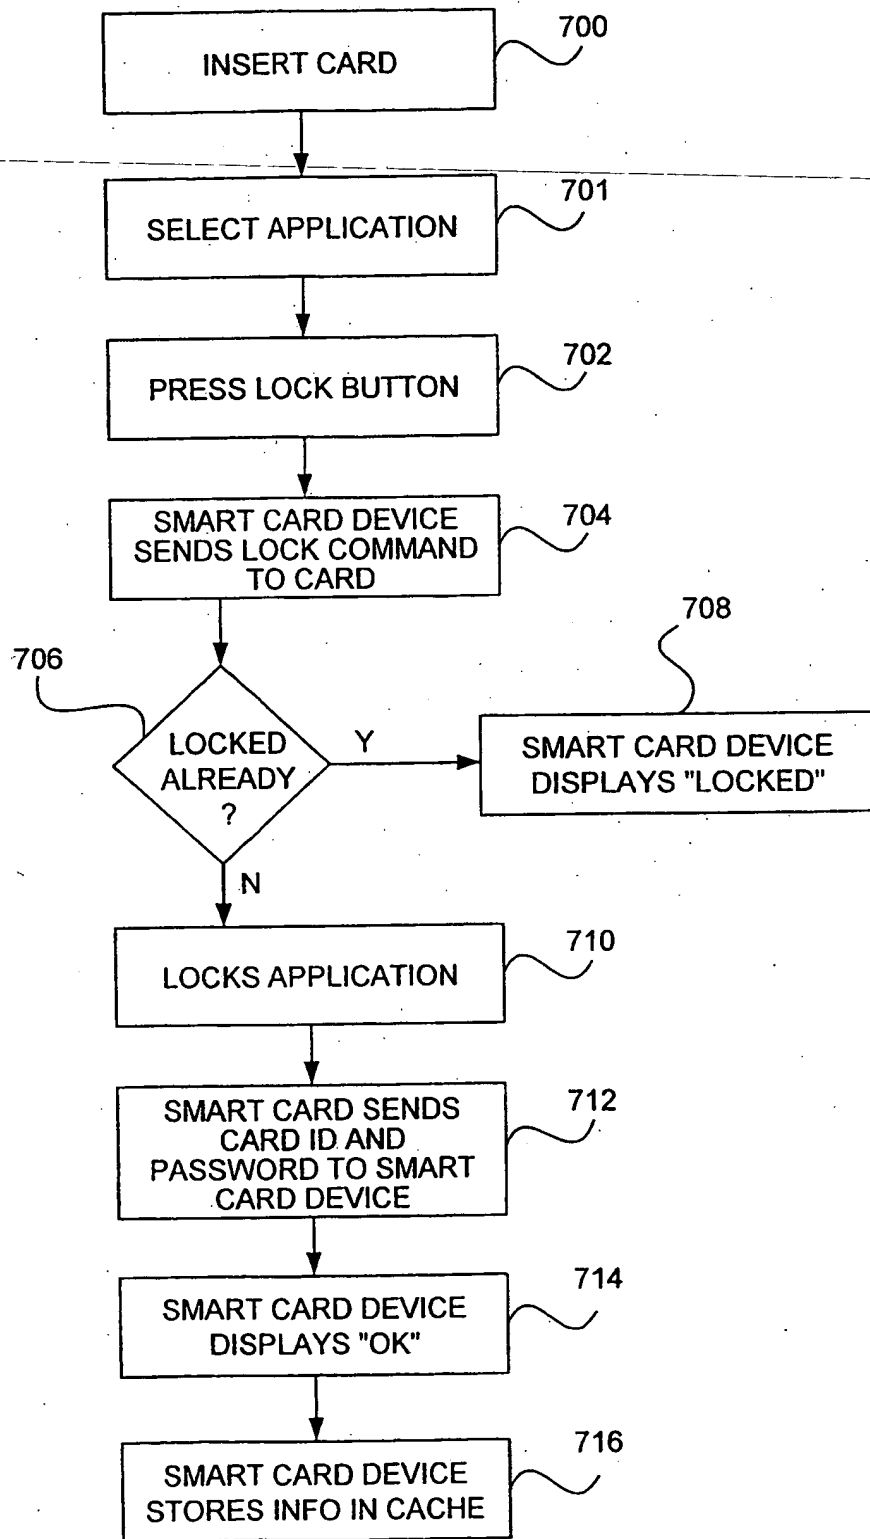 700
INSERT CARD
701
SELECT APPLICATION
702
PRESS LOCK BUTTON
704
SMART CARD DEVICE
SENDS LOCK COMMAND
TO CARD
706
LOCKED
ALREADY
?
Y
708
SMART CARD DEVICE
DISPLAYS "LOCKED"
N
710
LOCKS APPLICATION
712
SMART CARD SENDS
CARD ID AND
PASSWORD TO SMART
CARD DEVICE
714
SMART CARD DEVICE
DISPLAYS "OK"
716
SMART CARD DEVICE
STORES INFO IN CACHE